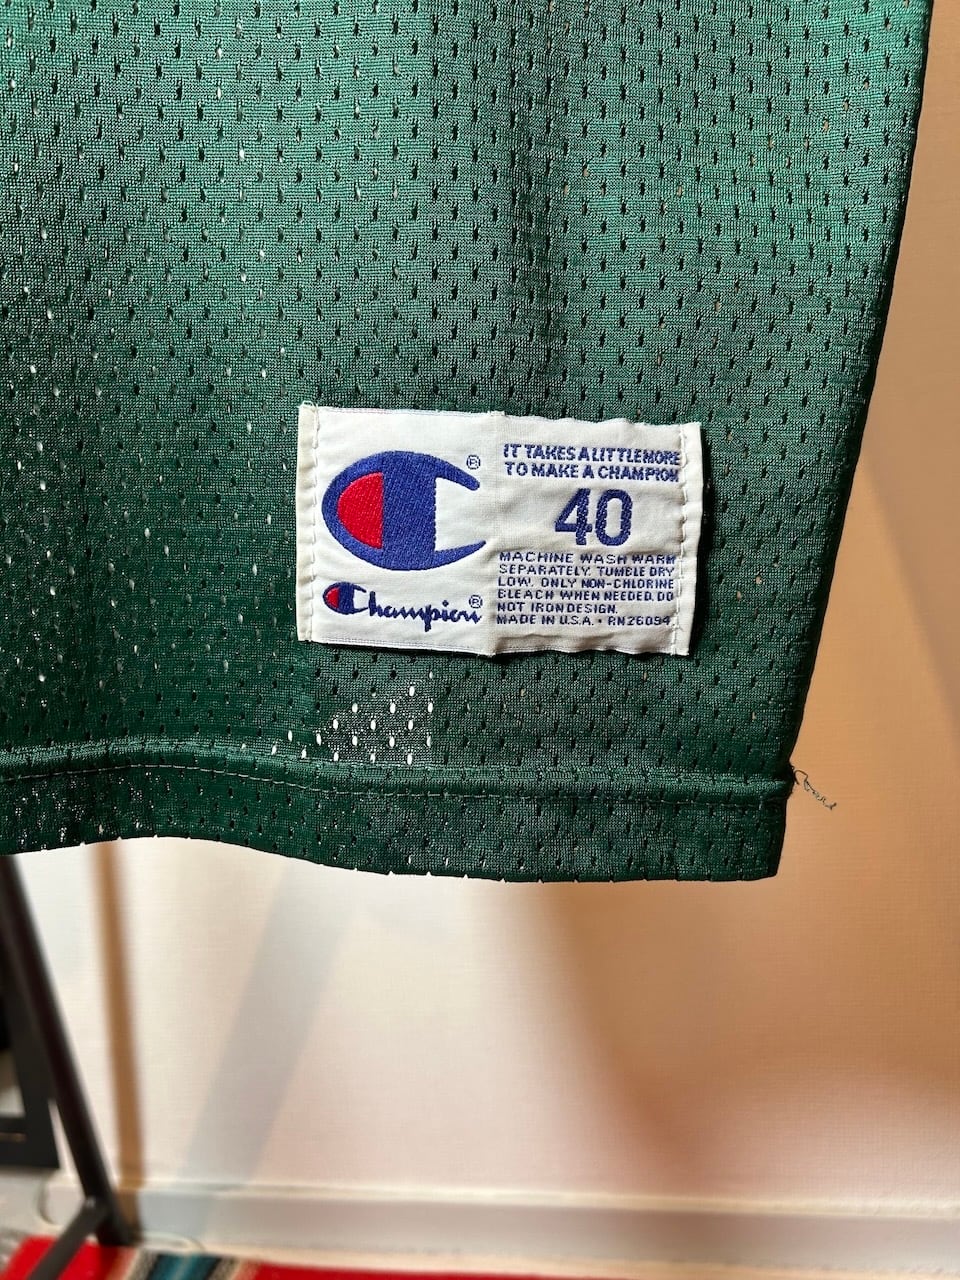 ®
Champion®
IT TAKES A LITTLE MORE
TO MAKE A CHAMPION
40
MACHINE WASH WARM
SEPARATELY. TUMBLE DRY
LOW. ONLY NON-CHLORINE
BLEACH WHEN NEEDED. DO
NOT IRON DESIGN.
MADE IN U.S.A. • RN26094